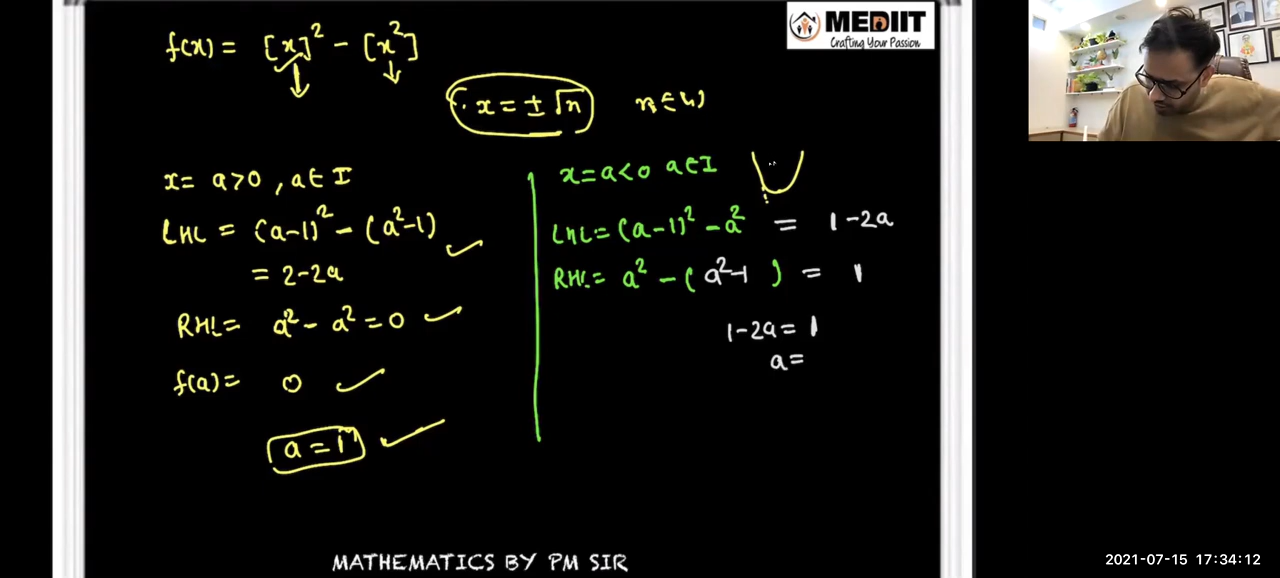 f(x) = [x]² − [x²]
MEDIIT
Crafting Your Passion
x = ± √n
x = a > 0 , a ∈ I
LHL = (a−1)² − (a²−1)
= 2−2a
RHL = a² − a² = 0
f(a) = 0
a = 1
x = a < 0 a ∈ I
LHL = (a−1)² − a² = 1−2a
RHL = a² − ( a²−1 ) = 1
1−2a = 1
a =
MATHEMATICS BY PM SIR
2021-07-15 17:34:12